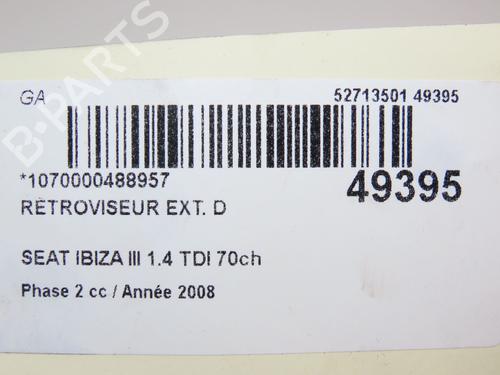 GA
52713501 49395
*1070000488957
49395
RETROVISEUR EXT. D
SEAT IBIZA III 1.4 TDI 70ch
Phase 2 cc / Année 2008
B-PARTS